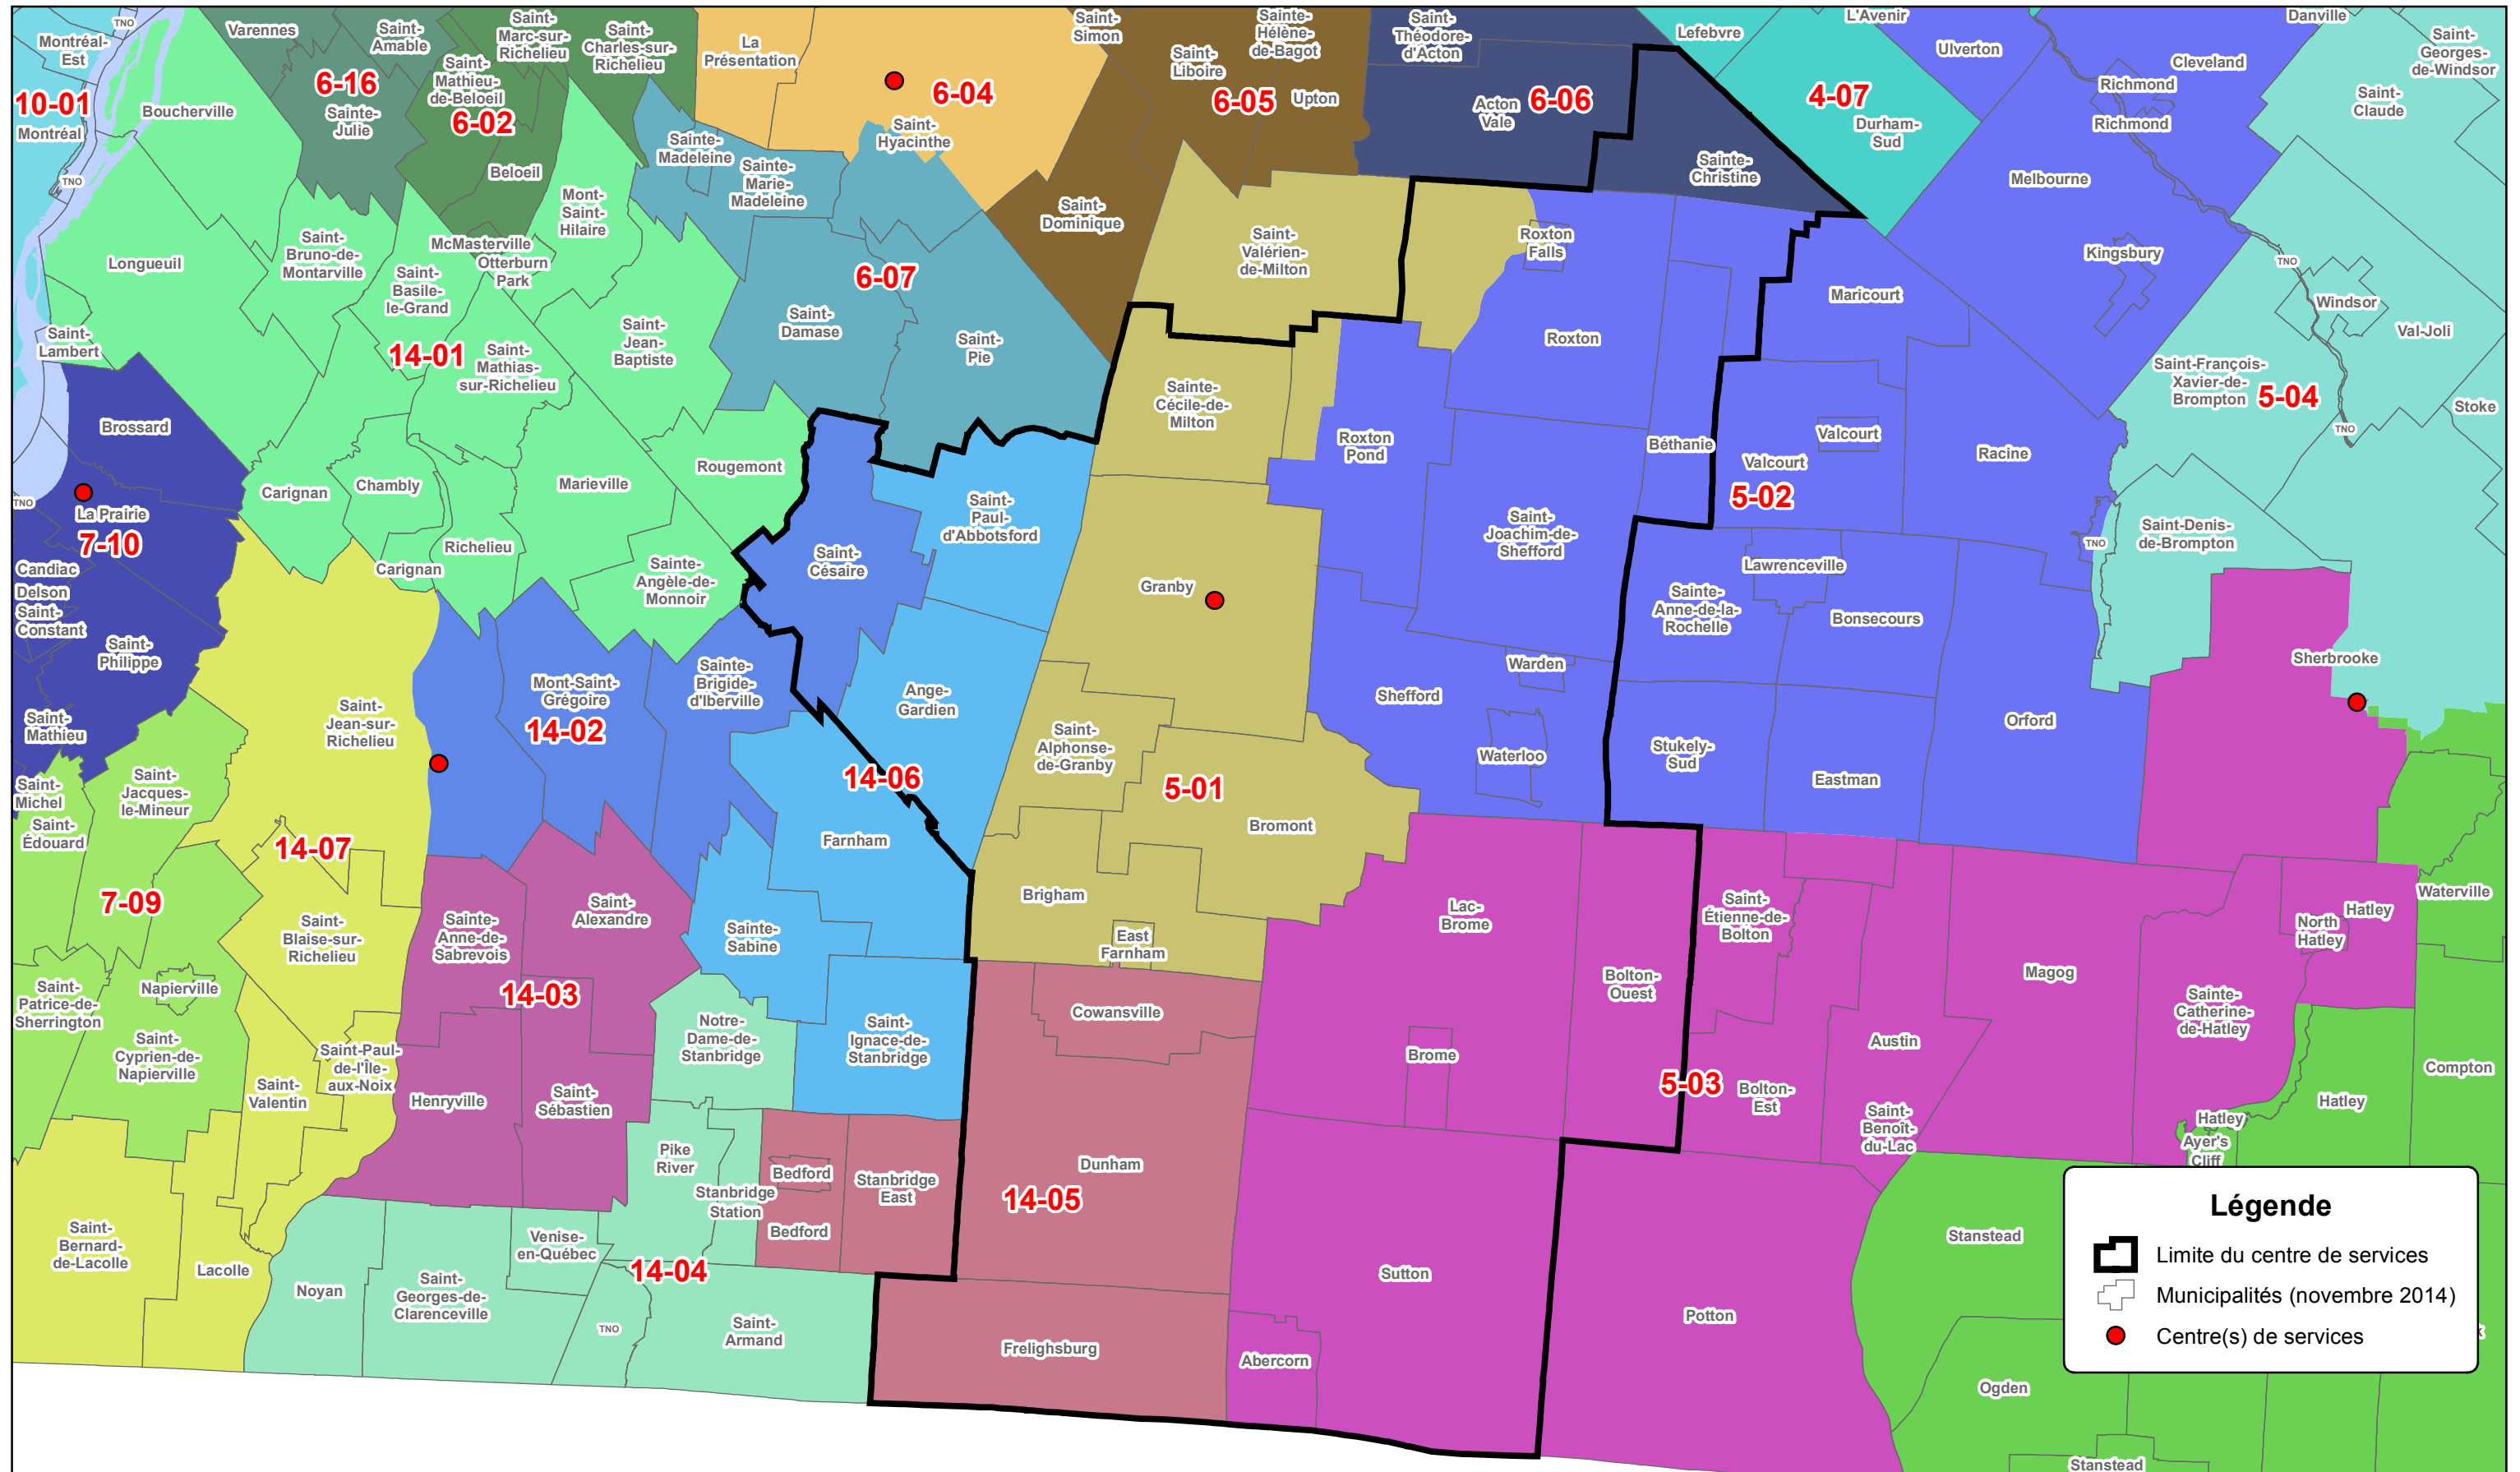 TNO
Montréal-
Est
10-01
Montréal
TNO
Boucherville
Varennes
Saint-
Amable
6-16
Sainte-
Julie
Saint-
Marc-sur-
Richelieu
Saint-
Mathieu-
de-Beloeil
6-02
Beloeil
Saint-
Charles-sur-
Richelieu
La
Présentation
6-04
Saint-
Hyacinthe
Saint-
Simon
Saint-
Liboire
Sainte-
Hélène-
de-Bagot
6-05
Upton
Saint-
Théodore-
d'Acton
Acton
Vale
6-06
Sainte-
Christine
Lefebvre
L'Avenir
4-07
Durham-
Sud
Ulverton
Richmond
Cleveland
Richmond
Melbourne
Danville
Saint-
Georges-
de-Windsor
Saint-
Claude
Kingsbury
TNO
Windsor
Val-Joli
Saint-François-
Xavier-de-
Brompton
5-04
Stoke
TNO
Longueuil
Saint-
Bruno-de-
Montarville
McMasterville
Otterburn
Park
Mont-
Saint-
Hilaire
Saint-
Basile-
le-Grand
Sainte-
Madeleine
Sainte-
Marie-
Madeleine
6-07
Saint-
Damase
Saint-
Pie
Saint-
Dominique
Saint-
Valérien-
de-Milton
Roxton
Falls
Roxton
Maricourt
Saint-
Lambert
14-01
Saint-
Mathias-
sur-Richelieu
Saint-
Jean-
Baptiste
Sainte-
Cécile-de-
Milton
Roxton
Pond
Béthanie
Valcourt
Valcourt
5-02
Racine
Brossard
La Prairie
TNO
7-10
Candiac
Delson
Saint-
Constant
Saint-
Philippe
Saint-
Mathieu
Carignan
Chambly
Marieville
Rougemont
Richelieu
Carignan
Sainte-
Angèle-de-
Monnoir
Saint-
Césaire
Saint-
Paul-
d'Abbotsford
Granby
Saint-
Joachim-de-
Shefford
Sainte-
Anne-de-la-
Rochelle
Lawrenceville
Bonsecours
TNO
Saint-Denis-
de-Brompton
Sherbrooke
Saint-
Jean-sur-
Richelieu
Mont-Saint-
Grégoire
14-02
Sainte-
Brigide-
d'Iberville
Ange-
Gardien
14-06
Farnham
Saint-
Alphonse-
de-Granby
5-01
Bromont
Shefford
Warden
Waterloo
Stukely-
Sud
Eastman
Orford
Saint-
Michel
Saint-
Édouard
Saint-
Jacques-
le-Mineur
14-07
7-09
Saint-
Blaise-sur-
Richelieu
Sainte-
Anne-de-
Sabrevois
Saint-
Alexandre
14-03
Sainte-
Sabine
Brigham
East
Farnham
Lac-
Brome
Bolton-
Ouest
Saint-
Étienne-de-
Bolton
Magog
Waterville
Hatley
North
Hatley
Sainte-
Catherine-
de-Hatley
Saint-
Patrice-de-
Sherrington
Napierville
Saint-
Cyprien-de-
Napierville
Saint-
Valentin
Saint-Paul-
de-l'Île-
aux-Noix
Henryville
Saint-
Sébastien
Notre-
Dame-de-
Stanbridge
Saint-
Ignace-de-
Stanbridge
Cowansville
Brome
5-03
Bolton-
Est
Austin
Saint-
Benoît-
du-Lac
Compton
Hatley
Hatley
Ayer's
Cliff
Pike
River
Stanbridge
Station
Bedford
Bedford
Stanbridge
East
Dunham
14-05
Saint-
Bernard-
de-Lacolle
Lacolle
Noyan
Saint-
Georges-de-
Clarenceville
Venise-
en-Québec
14-04
TNO
Saint-
Armand
Frelighsburg
Sutton
Abercorn
Potton
Stanstead
Ogden
Stanstead
Légende
Limite du centre de services
Municipalités (novembre 2014)
Centre(s) de services